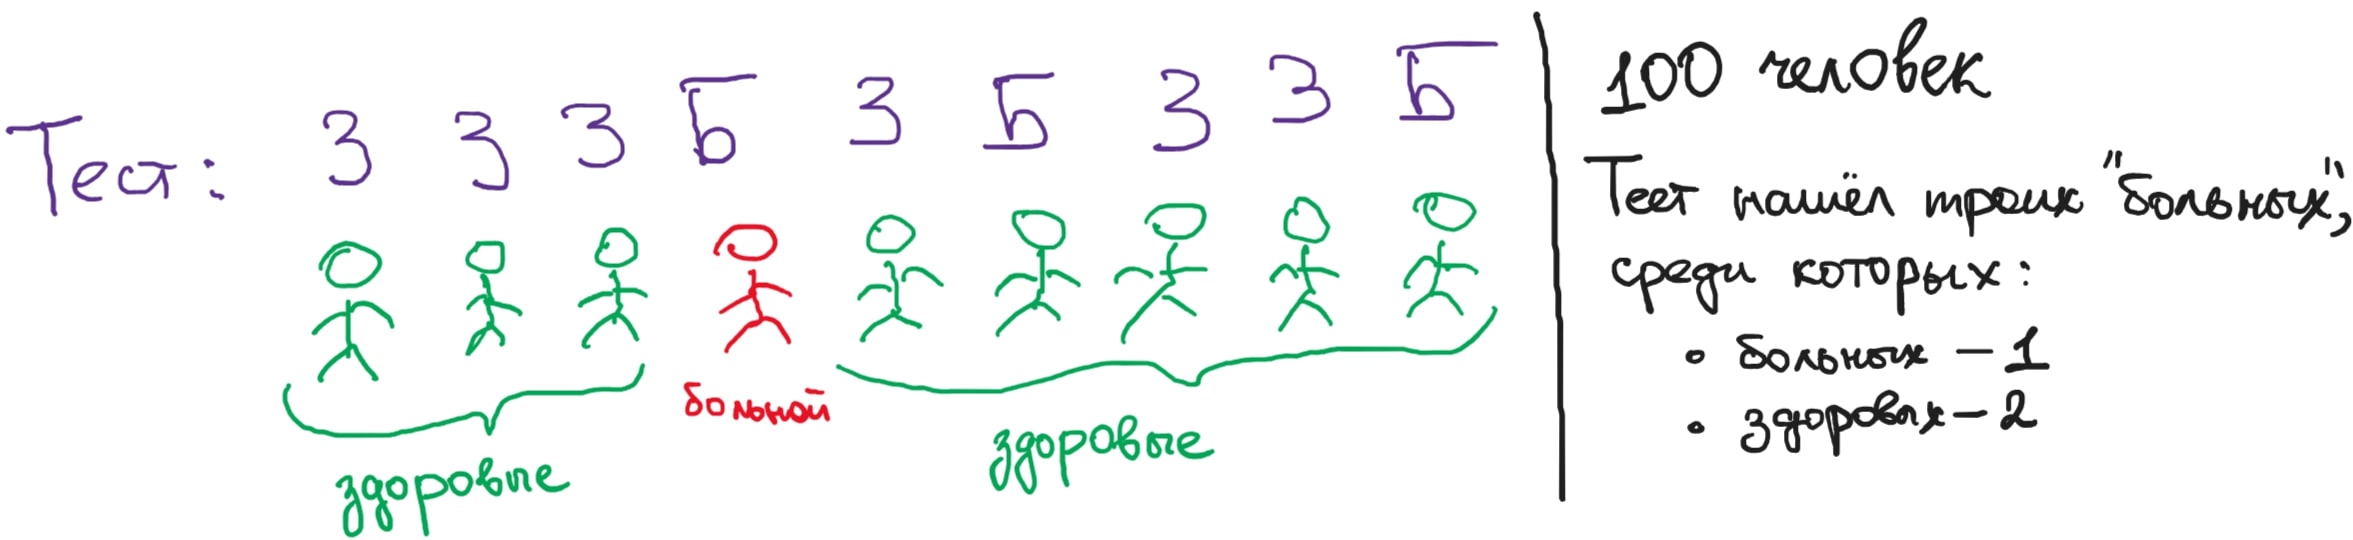 Тест: З З З Б З Б З З Б
больной
здоровые
здоровые
100 человек
Тест нашёл троих "больных",
среди которых:
• больных – 1
• здоровых – 2